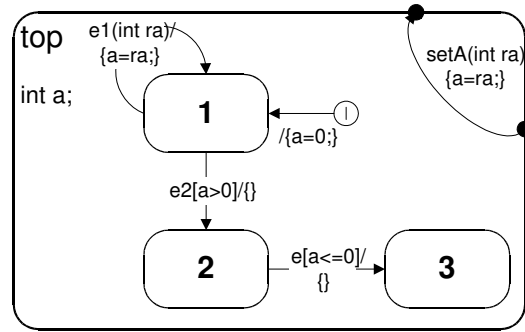 top
e1(int ra)/
{a=ra;}
setA(int ra)
{a=ra;}
int a;
1
I
/{a=0;}
e2[a>0]/{}
2
e[a<=0]/
{}
3